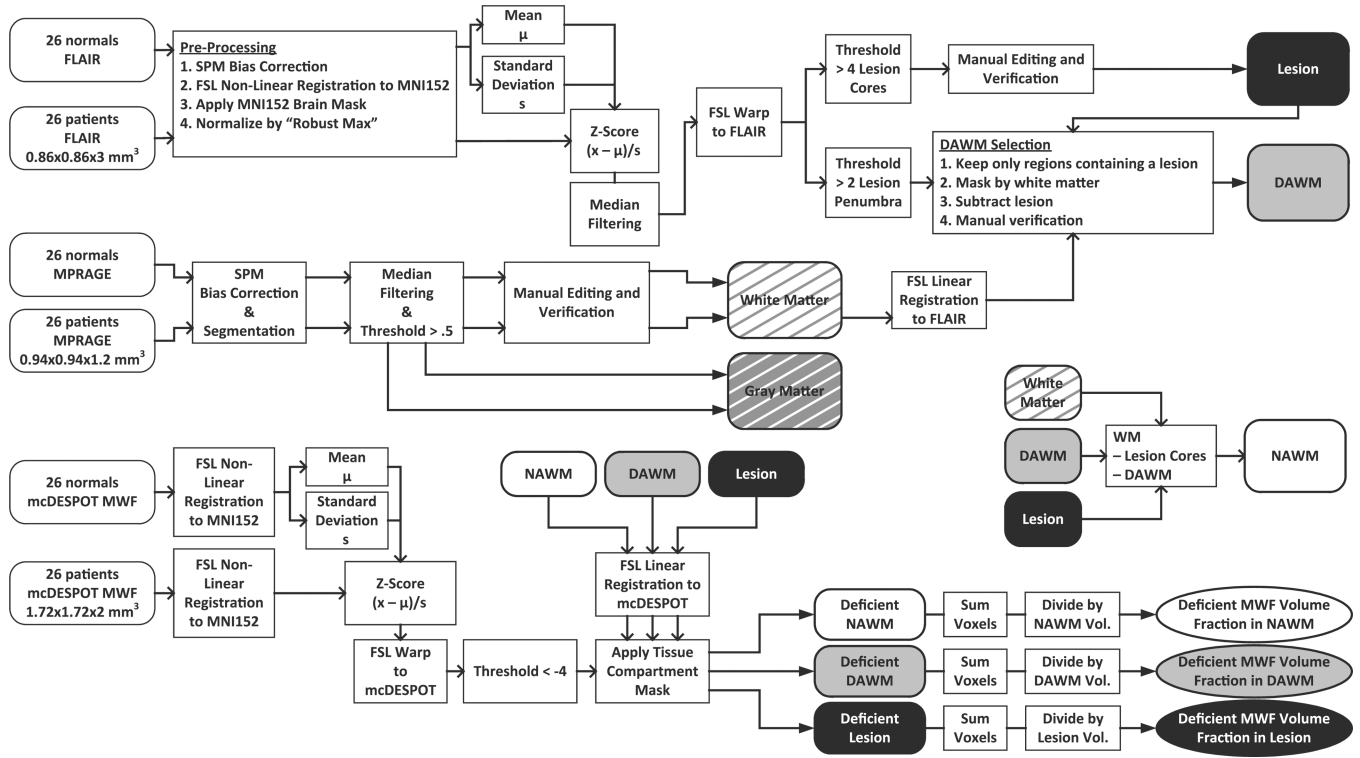 26 normals
FLAIR
26 patients
FLAIR
0.86x0.86x3 mm³
Pre-Processing
1. SPM Bias Correction
2. FSL Non-Linear Registration to MNI152
3. Apply MNI152 Brain Mask
4. Normalize by “Robust Max”
Mean
μ
Standard
Deviation
s
Z-Score
(x – μ)/s
Median
Filtering
FSL Warp
to FLAIR
Threshold
> 4 Lesion
Cores
Manual Editing and
Verification
Lesion
Threshold
> 2 Lesion
Penumbra
DAWM Selection
1. Keep only regions containing a lesion
2. Mask by white matter
3. Subtract lesion
4. Manual verification
DAWM
26 normals
MPRAGE
26 patients
MPRAGE
0.94x0.94x1.2 mm³
SPM
Bias Correction
&
Segmentation
Median
Filtering
&
Threshold > .5
Manual Editing and
Verification
White Matter
Gray Matter
FSL Linear
Registration
to FLAIR
White
Matter
DAWM
Lesion
WM
– Lesion Cores
– DAWM
NAWM
26 normals
mcDESPOT MWF
26 patients
mcDESPOT MWF
1.72x1.72x2 mm³
FSL Non-
Linear
Registration
to MNI152
FSL Non-
Linear
Registration
to MNI152
Mean
μ
Standard
Deviation
s
Z-Score
(x – μ)/s
FSL Warp
to
mcDESPOT
Threshold < -4
NAWM
DAWM
Lesion
FSL Linear
Registration to
mcDESPOT
Apply Tissue
Compartment
Mask
Deficient
NAWM
Sum
Voxels
Divide by
NAWM Vol.
Deficient MWF Volume
Fraction in NAWM
Deficient
DAWM
Sum
Voxels
Divide by
DAWM Vol.
Deficient MWF Volume
Fraction in DAWM
Deficient
Lesion
Sum
Voxels
Divide by
Lesion Vol.
Deficient MWF Volume
Fraction in Lesion